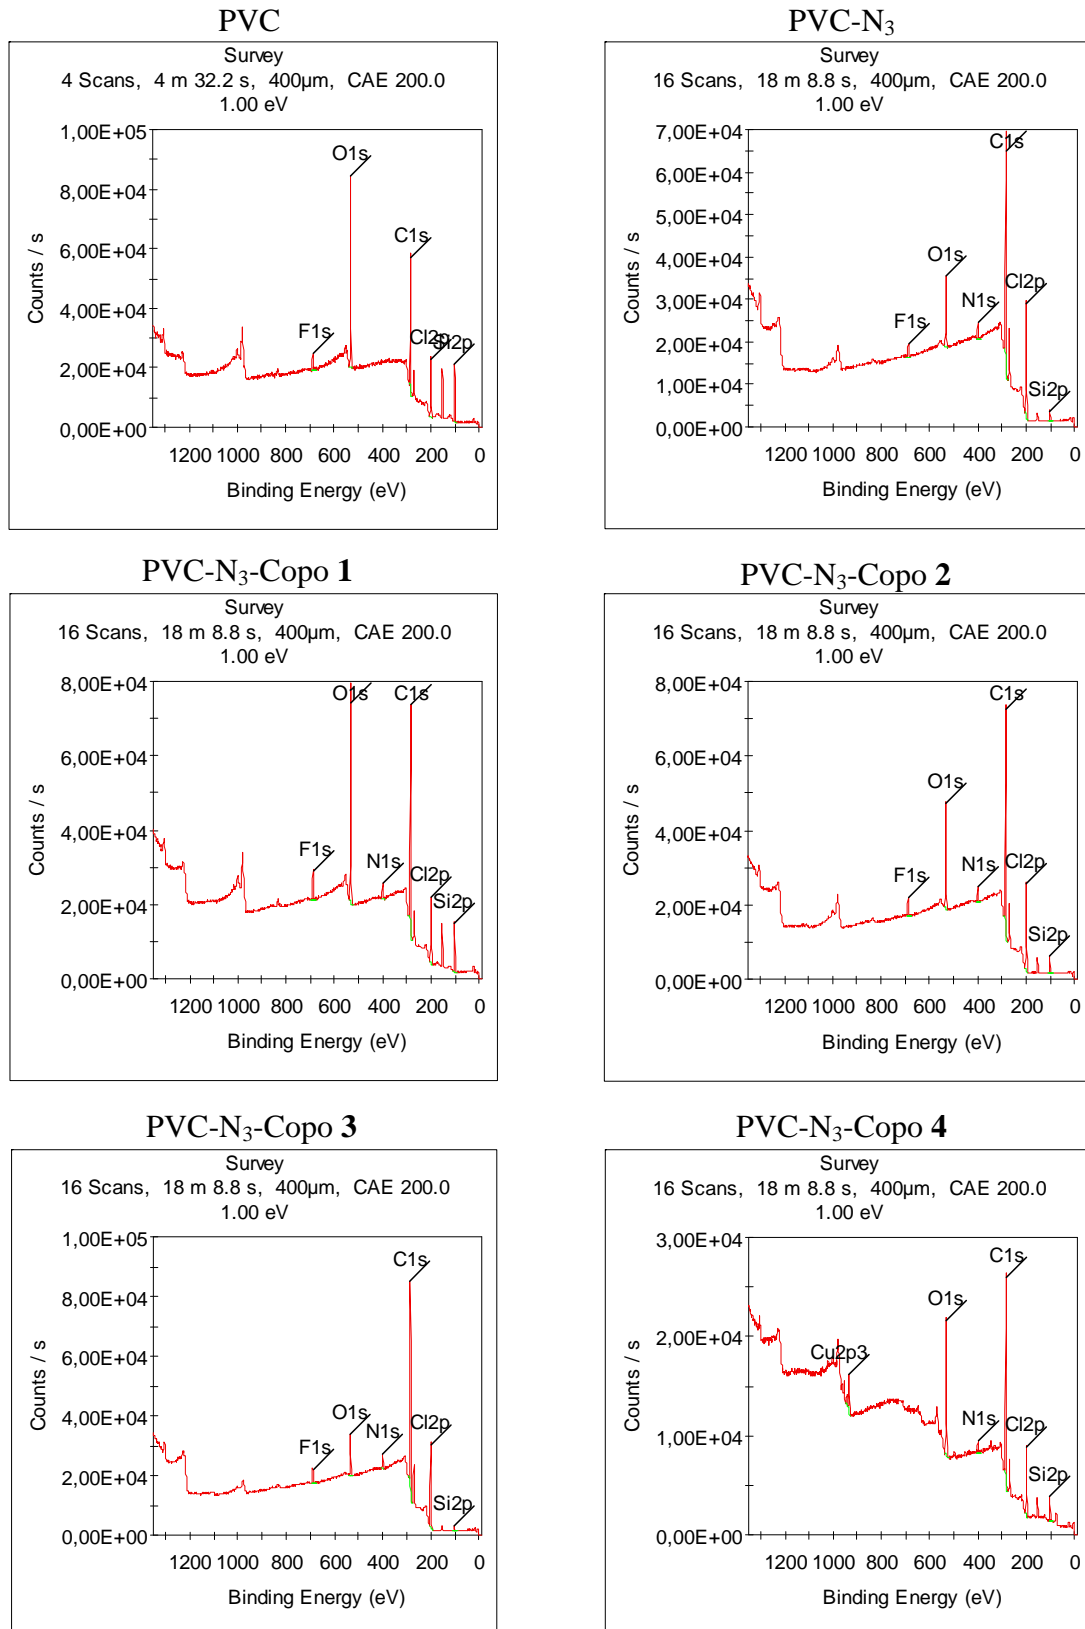 PVC
Survey
4 Scans, 4 m 32.2 s, 400µm, CAE 200.0
1.00 eV
1,00E+05
8,00E+04
6,00E+04
4,00E+04
2,00E+04
0,00E+00
Counts / s
O1s
C1s
F1s
Cl2p
Si2p
1200 1000 800 600 400 200 0
Binding Energy (eV)
PVC-N₃
Survey
16 Scans, 18 m 8.8 s, 400µm, CAE 200.0
1.00 eV
7,00E+04
6,00E+04
5,00E+04
4,00E+04
3,00E+04
2,00E+04
1,00E+04
0,00E+00
Counts / s
C1s
O1s
Cl2p
N1s
F1s
Si2p
1200 1000 800 600 400 200 0
Binding Energy (eV)
PVC-N₃-Copo 1
Survey
16 Scans, 18 m 8.8 s, 400µm, CAE 200.0
1.00 eV
8,00E+04
6,00E+04
4,00E+04
2,00E+04
0,00E+00
Counts / s
O1s
C1s
F1s
N1s
Cl2p
Si2p
1200 1000 800 600 400 200 0
Binding Energy (eV)
PVC-N₃-Copo 2
Survey
16 Scans, 18 m 8.8 s, 400µm, CAE 200.0
1.00 eV
8,00E+04
6,00E+04
4,00E+04
2,00E+04
0,00E+00
Counts / s
C1s
O1s
F1s
N1s
Cl2p
Si2p
1200 1000 800 600 400 200 0
Binding Energy (eV)
PVC-N₃-Copo 3
Survey
16 Scans, 18 m 8.8 s, 400µm, CAE 200.0
1.00 eV
1,00E+05
8,00E+04
6,00E+04
4,00E+04
2,00E+04
0,00E+00
Counts / s
C1s
O1s
N1s
Cl2p
F1s
Si2p
1200 1000 800 600 400 200 0
Binding Energy (eV)
PVC-N₃-Copo 4
Survey
16 Scans, 18 m 8.8 s, 400µm, CAE 200.0
1.00 eV
3,00E+04
2,00E+04
1,00E+04
0,00E+00
Counts / s
C1s
O1s
Cu2p3
N1s
Cl2p
Si2p
1200 1000 800 600 400 200 0
Binding Energy (eV)